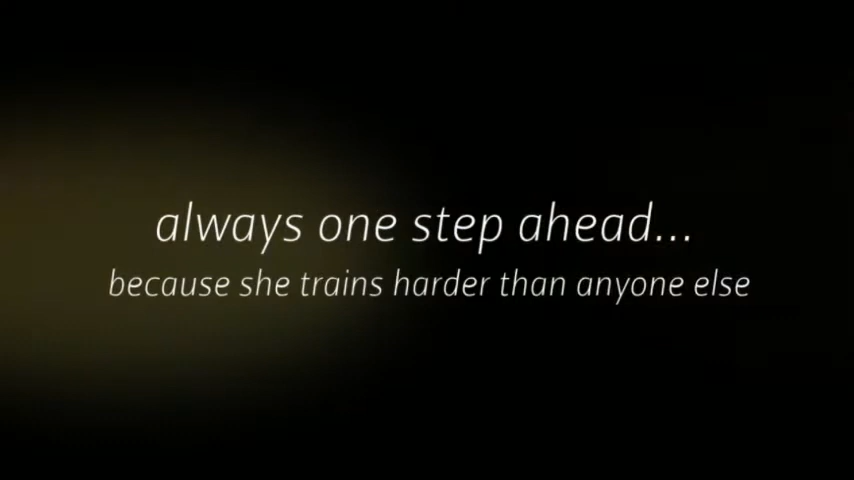 always one step ahead...
because she trains harder than anyone else